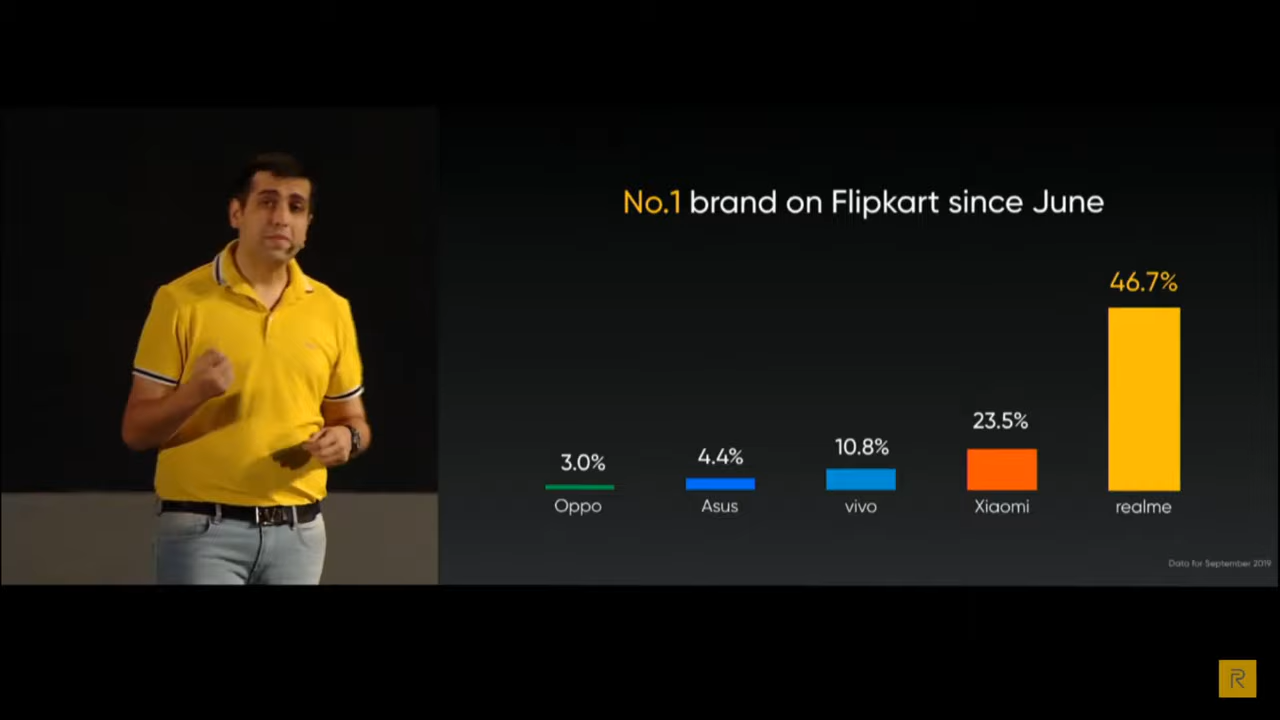 No.1 brand on Flipkart since June
46.7%
23.5%
10.8%
4.4%
3.0%
Oppo
Asus
vivo
Xiaomi
realme
Data for September 2019
R